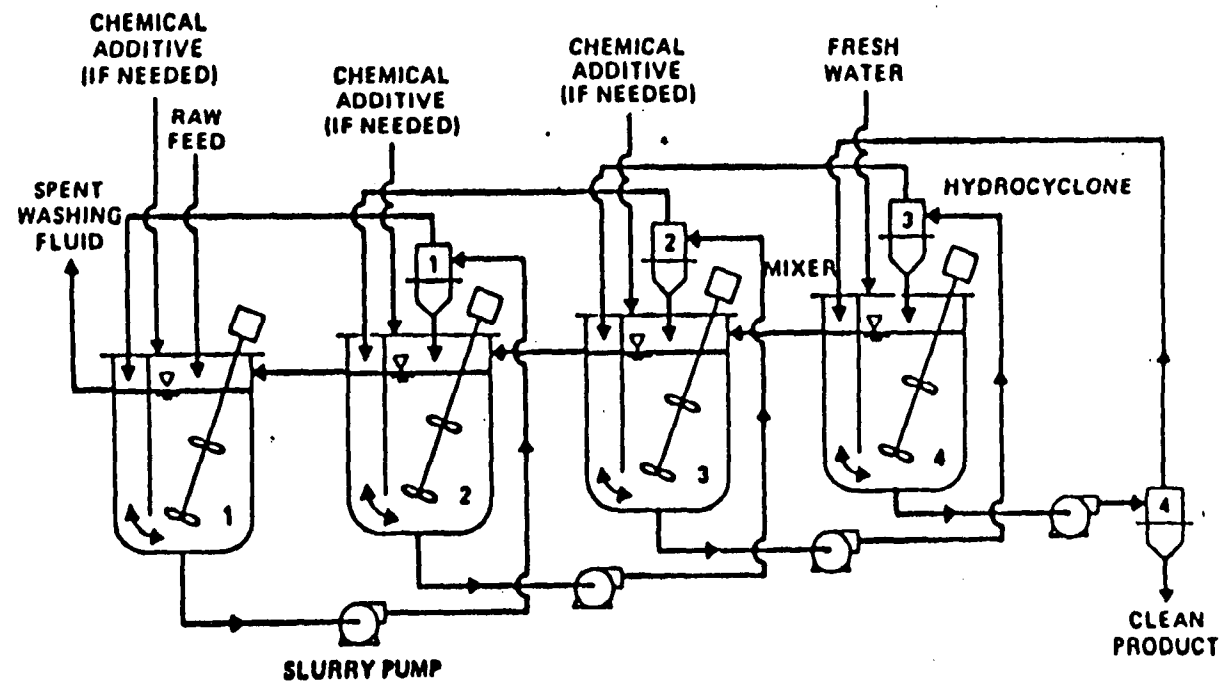 CHEMICAL
ADDITIVE
(IF NEEDED)
RAW
FEED
SPENT
WASHING
FLUID
CHEMICAL
ADDITIVE
(IF NEEDED)
CHEMICAL
ADDITIVE
(IF NEEDED)
FRESH
WATER
HYDROCYCLONE
MIXER
1
2
3
1
2
3
4
4
SLURRY PUMP
CLEAN
PRODUCT